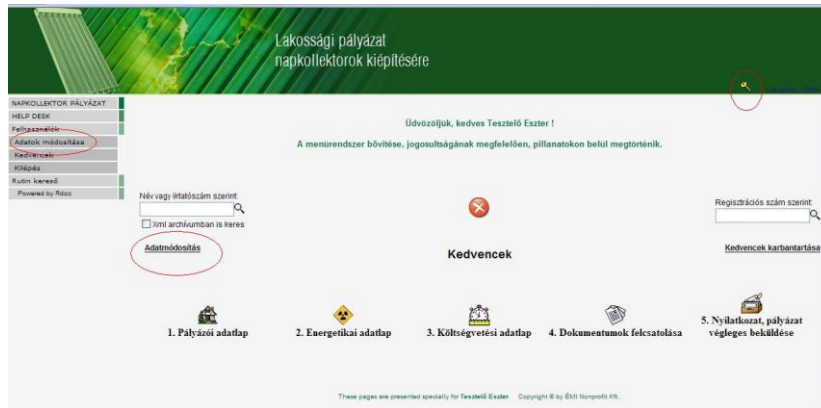 Lakossági pályázat
napkollektorok kiépítésére
NAPKOLLEKTOR PÁLYÁZAT
HELP DESK
Felhasználók
Adatok módosítása
Kedvencek
Kilépés
Rutin kereső
Powered by Rdoc
Üdvözöljük, kedves Tesztelő Eszter !
A menürendszer bővítése, jogosultságának megfelelően, pillanatokon belül megtörténik.
Név vagy iktatószám szerint
Xml archívumban is keres
Regisztrációs szám szerint
Adatmódosítás
Kedvencek
Kedvencek karbantartása
1. Pályázói adatlap
2. Energetikai adatlap
3. Költségvetési adatlap
4. Dokumentumok felcsatolása
5. Nyilatkozat, pályázat
végleges beküldése
These pages are presented specially for Tesztelő Eszter Copyright © by ÉMI Nonprofit Kft.